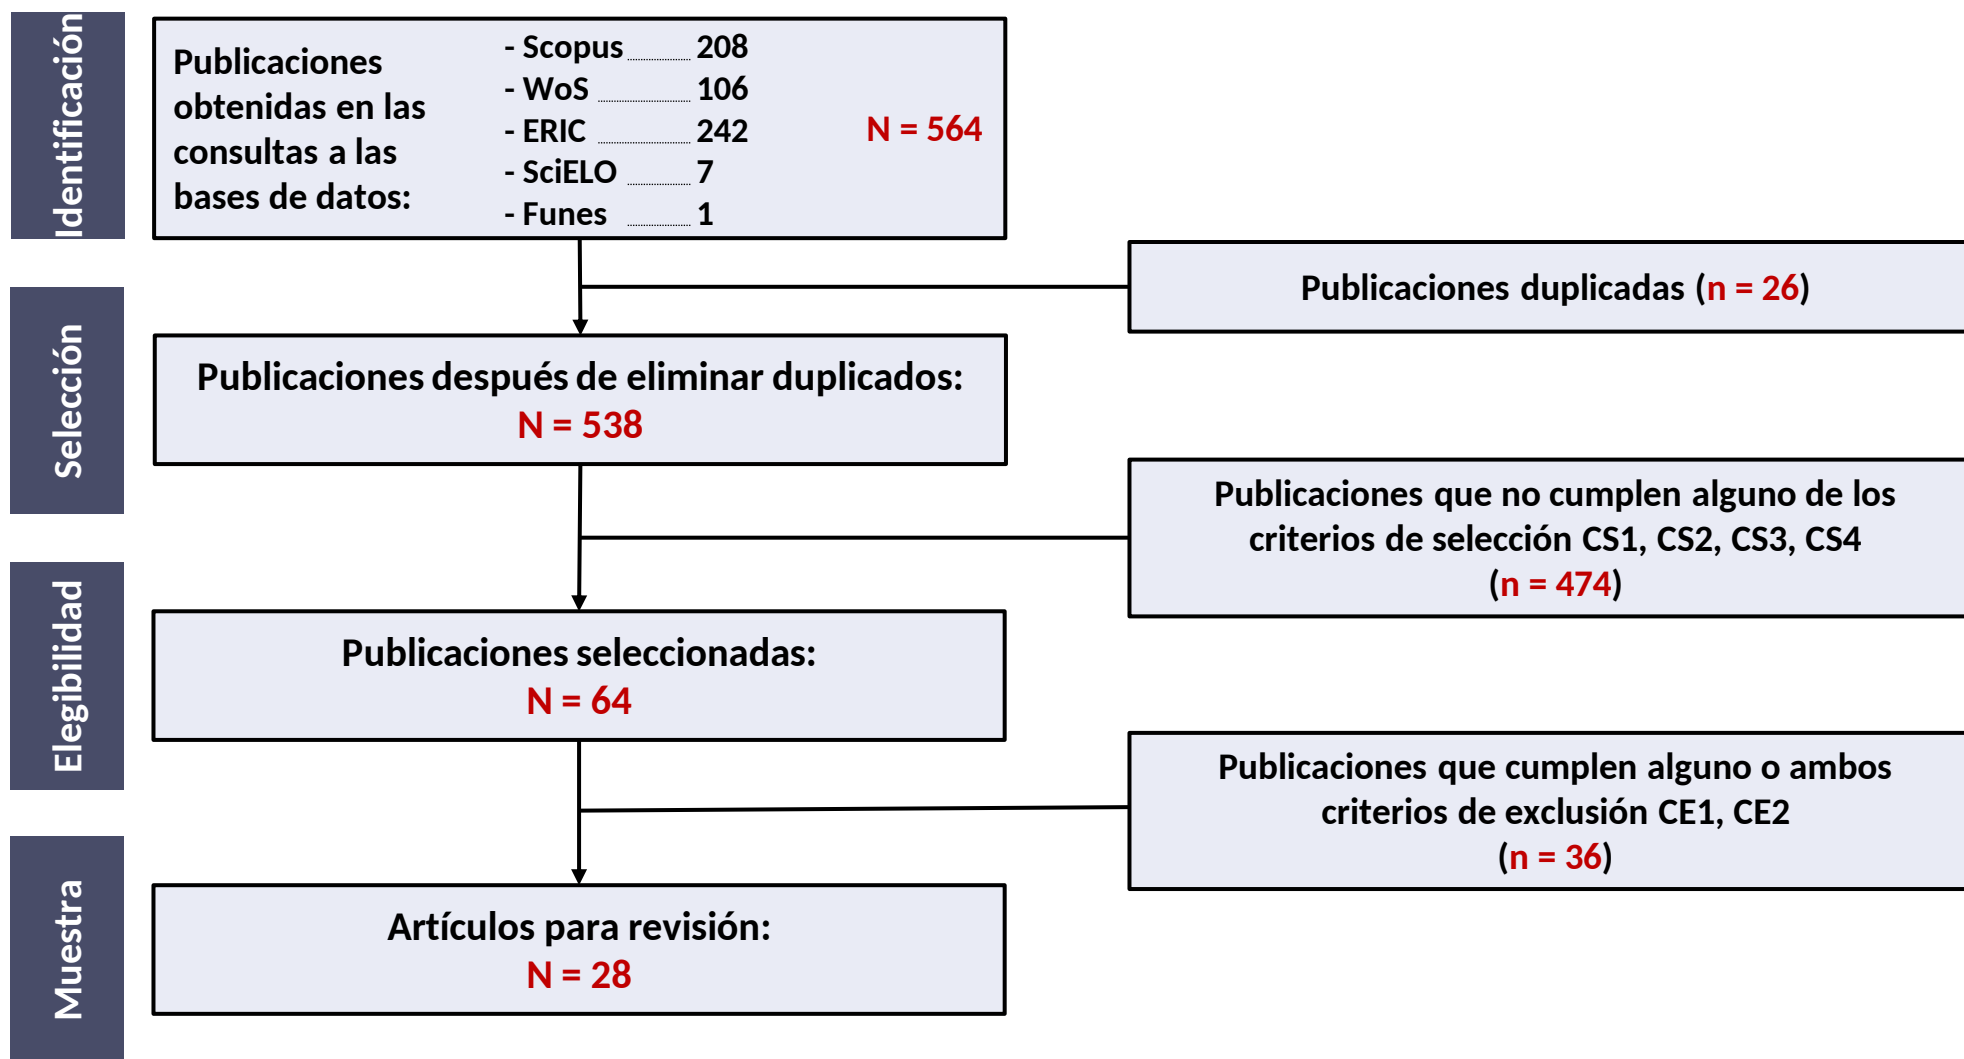 Identificación
Publicaciones
obtenidas en las
consultas a las
bases de datos:
- Scopus 208
- WoS 106
- ERIC 242
- SciELO 7
- Funes 1
N = 564
Publicaciones duplicadas (n = 26)
Selección
Publicaciones después de eliminar duplicados:
N = 538
Publicaciones que no cumplen alguno de los
criterios de selección CS1, CS2, CS3, CS4
(n = 474)
Elegibilidad
Publicaciones seleccionadas:
N = 64
Publicaciones que cumplen alguno o ambos
criterios de exclusión CE1, CE2
(n = 36)
Muestra
Artículos para revisión:
N = 28